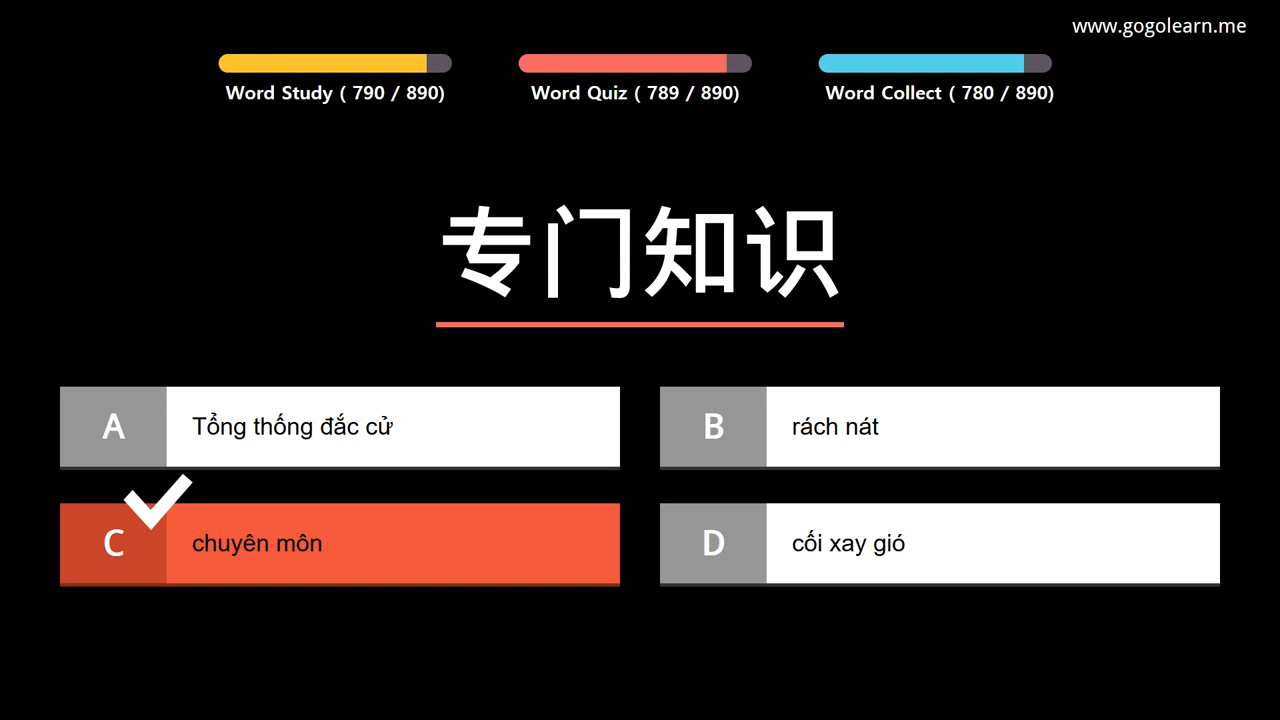 www.gogolearn.me
Word Study ( 790 / 890)
Word Quiz ( 789 / 890)
Word Collect ( 780 / 890)
专门知识
A
Tổng thống đắc cử
B
rách nát
C
chuyên môn
D
cối xay gió